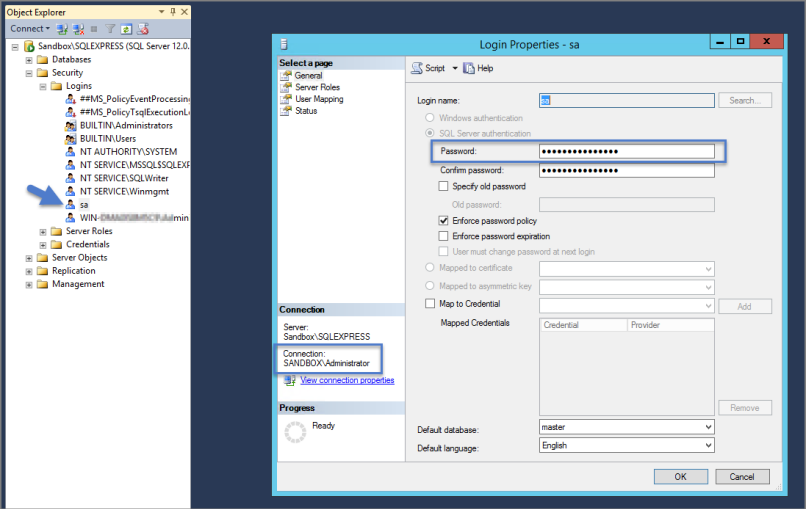 Object Explorer
Connect
Sandbox\SQLEXPRESS (SQL Server 12.0.
Databases
Security
Logins
##MS_PolicyEventProcessing
##MS_PolicyTsqlExecutionLo
BUILTIN\Administrators
BUILTIN\Users
NT AUTHORITY\SYSTEM
NT SERVICE\MSSQL$SQLEXP
NT SERVICE\SQLWriter
NT SERVICE\Winmgmt
sa
WIN-
Server Roles
Credentials
Server Objects
Replication
Management
Login Properties - sa
Select a page
General
Server Roles
User Mapping
Status
Connection
Server:
Sandbox\SQLEXPRESS
Connection:
SANDBOX\Administrator
View connection properties
Progress
Ready
Script
Help
Login name:
sa
Search...
Windows authentication
SQL Server authentication
Password:
●●●●●●●●●●●●●●●
Confirm password:
●●●●●●●●●●●●●●●
Specify old password
Old password:
Enforce password policy
Enforce password expiration
User must change password at next login
Mapped to certificate
Mapped to asymmetric key
Map to Credential
Add
Mapped Credentials
Credential
Provider
Remove
Default database:
master
Default language:
English
OK
Cancel